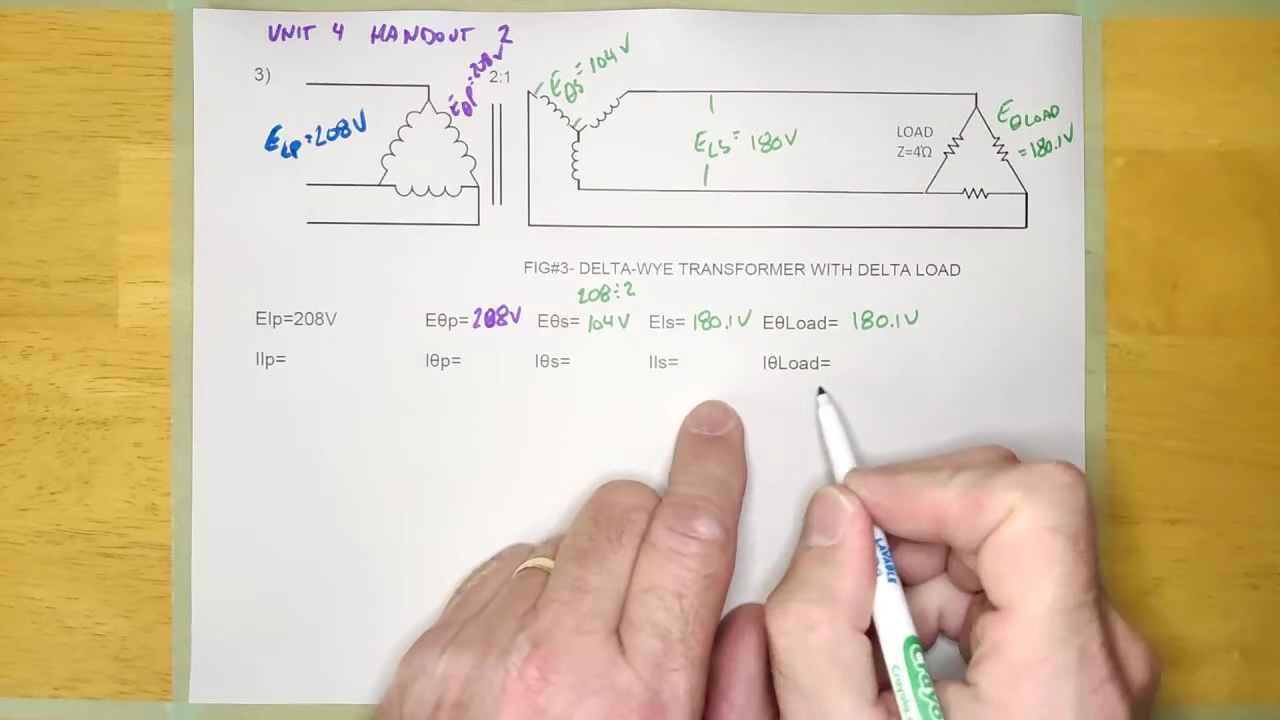 UNIT 4 HANDOUT 2
3)
2:1
EθP=208V
Eθs=104V
ELP=208V
ELS=180V
LOAD
Z=4Ω
EθLOAD
=180.1V
FIG#3- DELTA-WYE TRANSFORMER WITH DELTA LOAD
208÷2
Elp=208V Eθp=208V Eθs=104V Els=180.1V EθLoad=180.1V
Ilp= Iθp= Iθs= Ils= IθLoad=
WASHABLE
Crayola